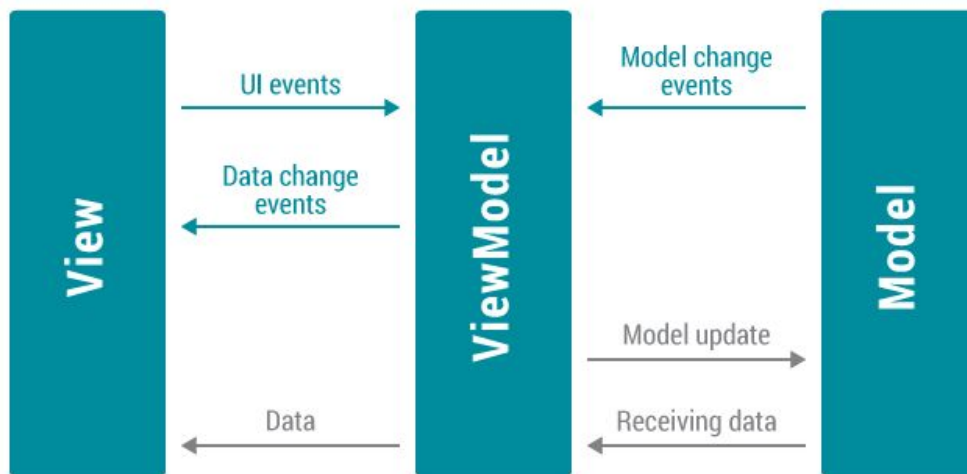 View
UI events
Data change
events
Data
ViewModel
Model change
events
Model update
Receiving data
Model